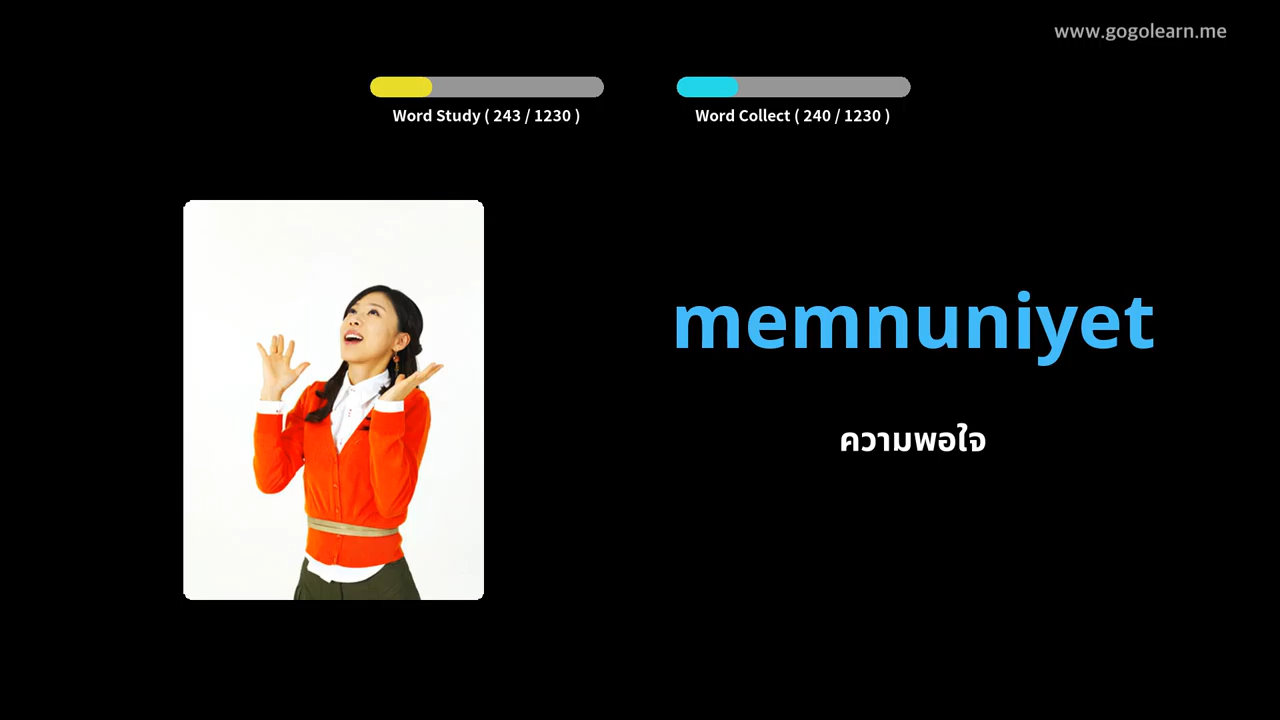 www.gogolearn.me
Word Study ( 243 / 1230 )
Word Collect ( 240 / 1230 )
memnuniyet
ความพอใจ